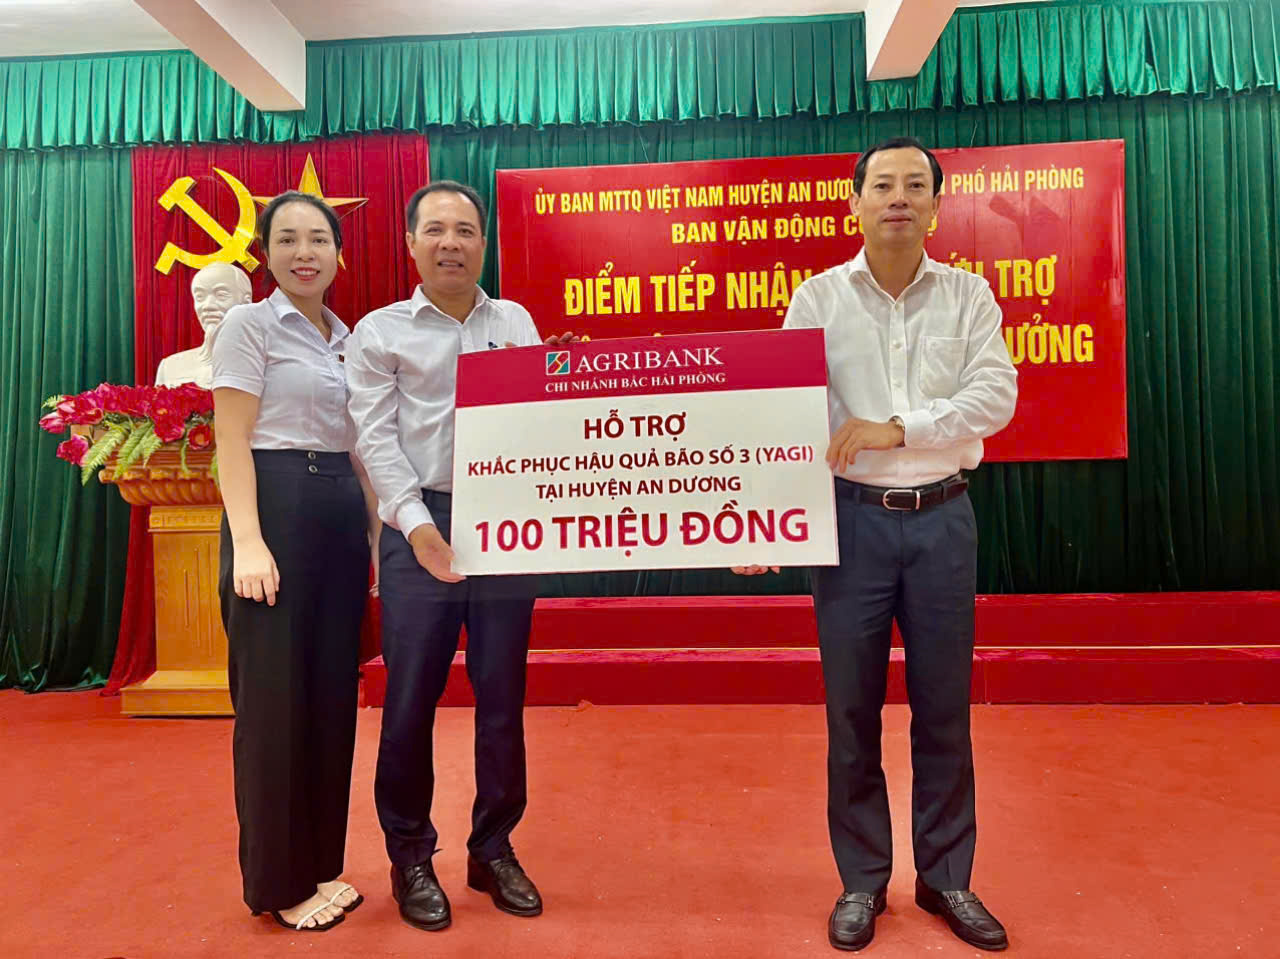 ỦY BAN MTTQ VIỆT NAM HUYỆN AN DƯƠ PHỐ HẢI PHÒNG
BAN VẬN ĐỘNG CỨ
ĐIỂM TIẾP NHẬN TRỢ
ƯỞNG
AGRIBANK
CHI NHÁNH BẮC HẢI PHÒNG
HỖ TRỢ
KHẮC PHỤC HẬU QUẢ BÃO SỐ 3 (YAGI)
TẠI HUYỆN AN DƯƠNG
100 TRIỆU ĐỒNG